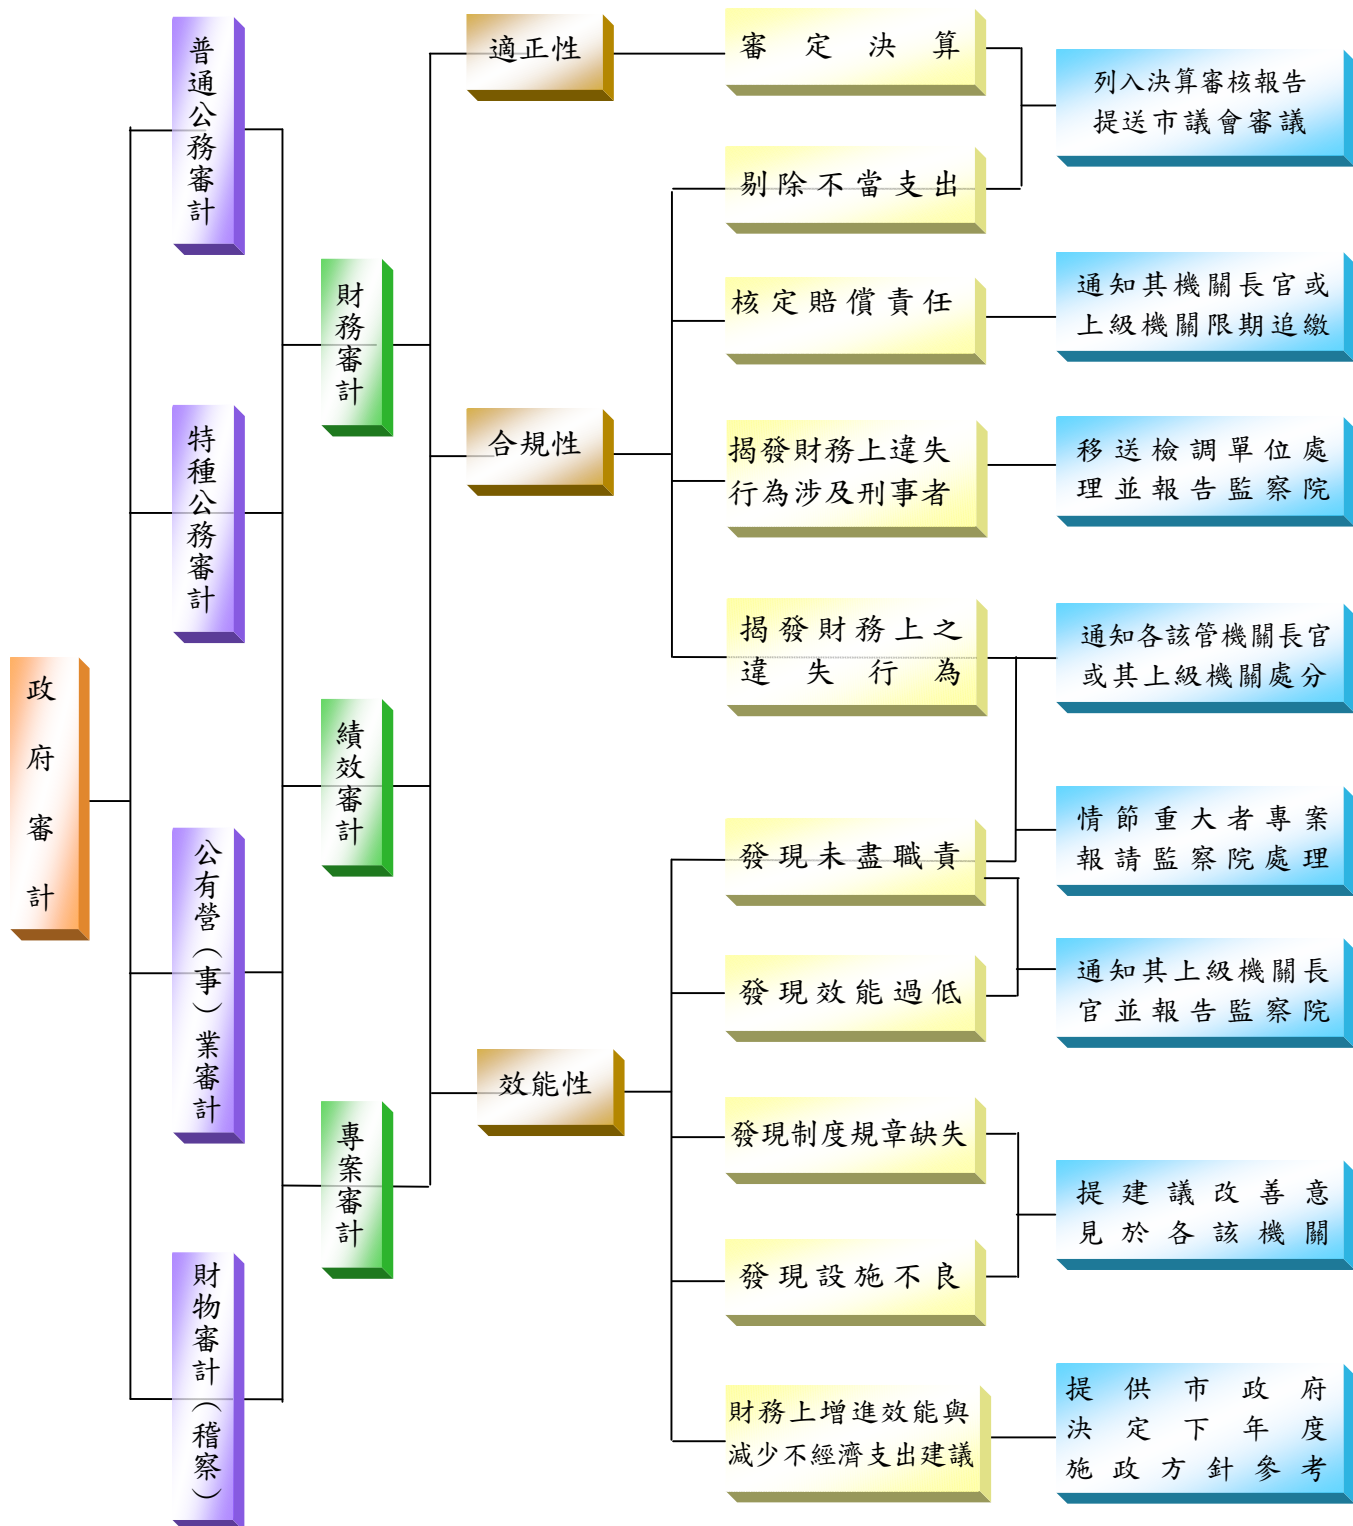 政府審計
普通公務審計
特種公務審計
公有營（事）業審計
財物審計（稽察）
財務審計
績效審計
專案審計
適正性
合規性
效能性
審定決算
剔除不當支出
核定賠償責任
揭發財務上違失
行為涉及刑事者
揭發財務上之
違失行為
發現未盡職責
發現效能過低
發現制度規章缺失
發現設施不良
財務上增進效能與
減少不經濟支出建議
列入決算審核報告
提送市議會審議
通知其機關長官或
上級機關限期追繳
移送檢調單位處
理並報告監察院
通知各該管機關長官
或其上級機關處分
情節重大者專案
報請監察院處理
通知其上級機關長
官並報告監察院
提建議改善意
見於各該機關
提供市政府
決定下年度
施政方針參考